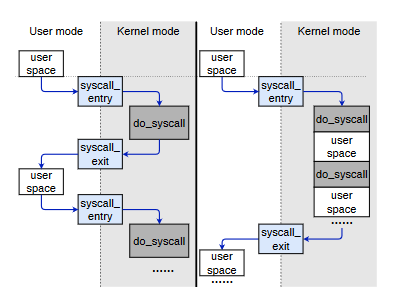 User mode
Kernel mode
user
space
syscall_
entry
do_syscall
syscall_
exit
user
space
syscall_
entry
do_syscall
......
User mode
Kernel mode
user
space
syscall_
entry
do_syscall
user
space
do_syscall
user
space
......
syscall_
exit
user
space
......